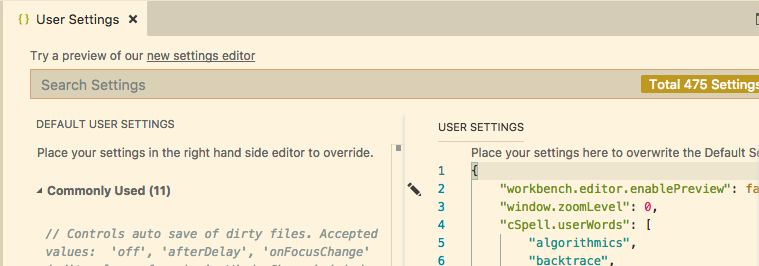 { } User Settings ×
Try a preview of our new settings editor
Search Settings
Total 475 Settings
DEFAULT USER SETTINGS
Place your settings in the right hand side editor to override.
Commonly Used (11)
// Controls auto save of dirty files. Accepted
values:  'off', 'afterDelay', 'onFocusChange'
USER SETTINGS
Place your settings here to overwrite the Default Se
1 {
2 "workbench.editor.enablePreview": fa
3 "window.zoomLevel": 0,
4 "cSpell.userWords": [
5 "algorithmics",
6 "backtrace",